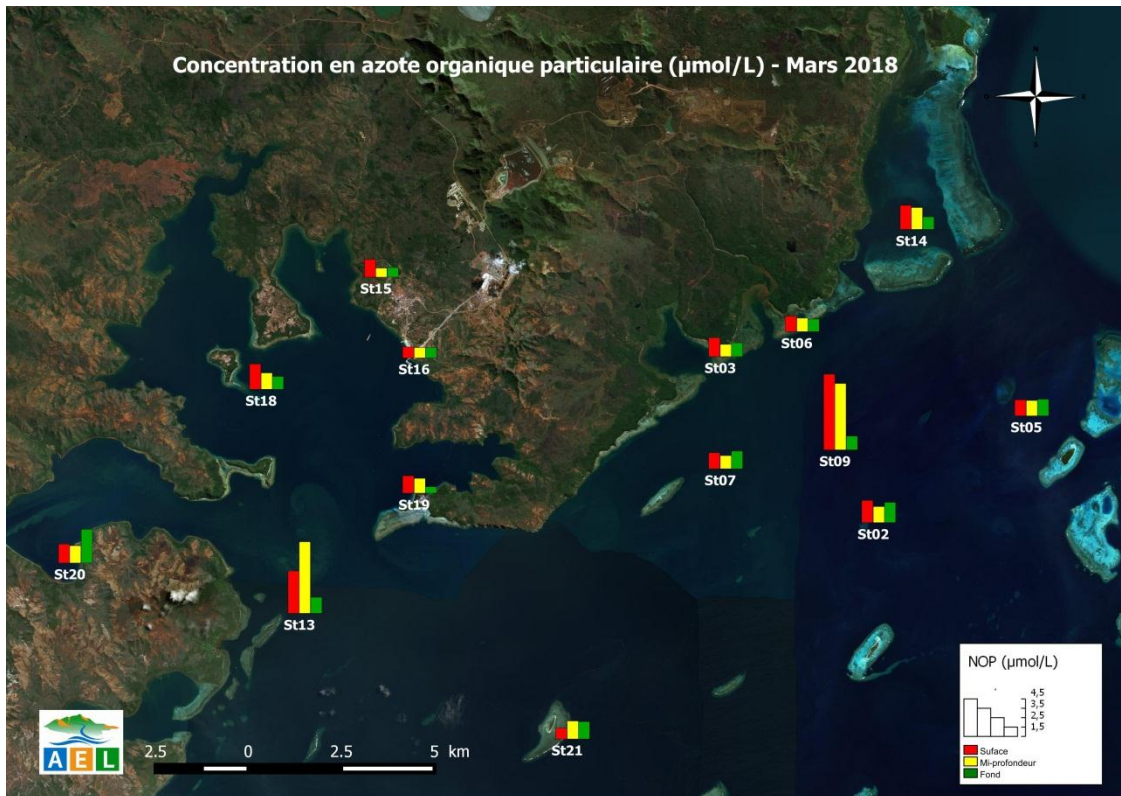 Concentration en azote organique particulaire (µmol/L) - Mars 2018
N
O
E
S
St14
St15
St06
St16
St03
St18
St05
St09
St07
St19
St02
St20
St13
NOP (µmol/L)
4,5
3,5
2,5
1,5
St21
Suface
Mi-profondeur
Fond
AEL
2.5 0 2.5 5 km